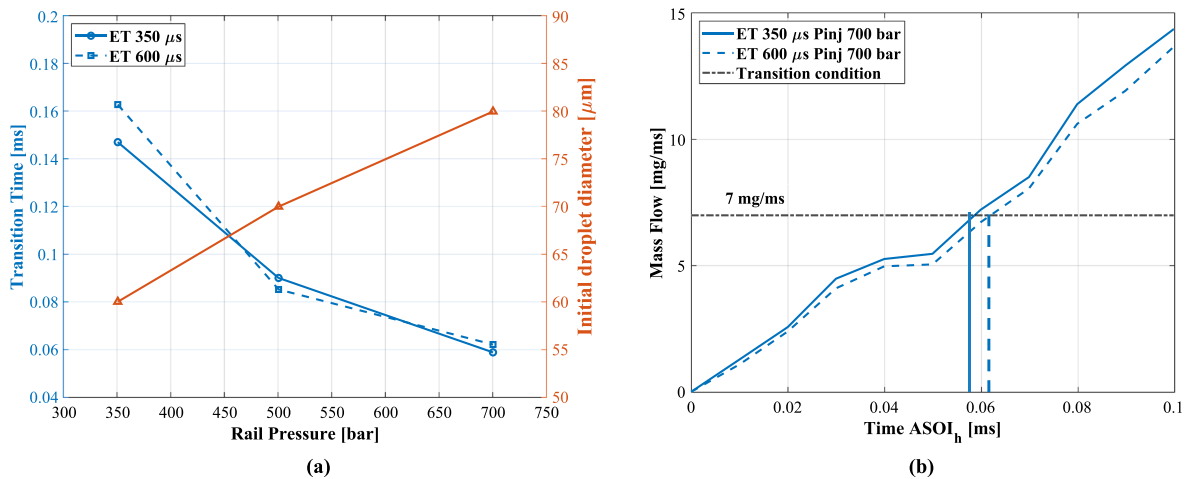 ET 350 μs
ET 600 μs
0.2
0.18
0.16
0.14
0.12
0.1
0.08
0.06
0.04
Transition Time [ms]
90
85
80
75
70
65
60
55
50
Initial droplet diameter [μm]
300 350 400 450 500 550 600 650 700 750
Rail Pressure [bar]
(a)
ET 350 μs Pinj 700 bar
ET 600 μs Pinj 700 bar
Transition condition
7 mg/ms
15
10
5
0
Mass Flow [mg/ms]
0 0.02 0.04 0.06 0.08 0.1
Time ASOIh [ms]
(b)